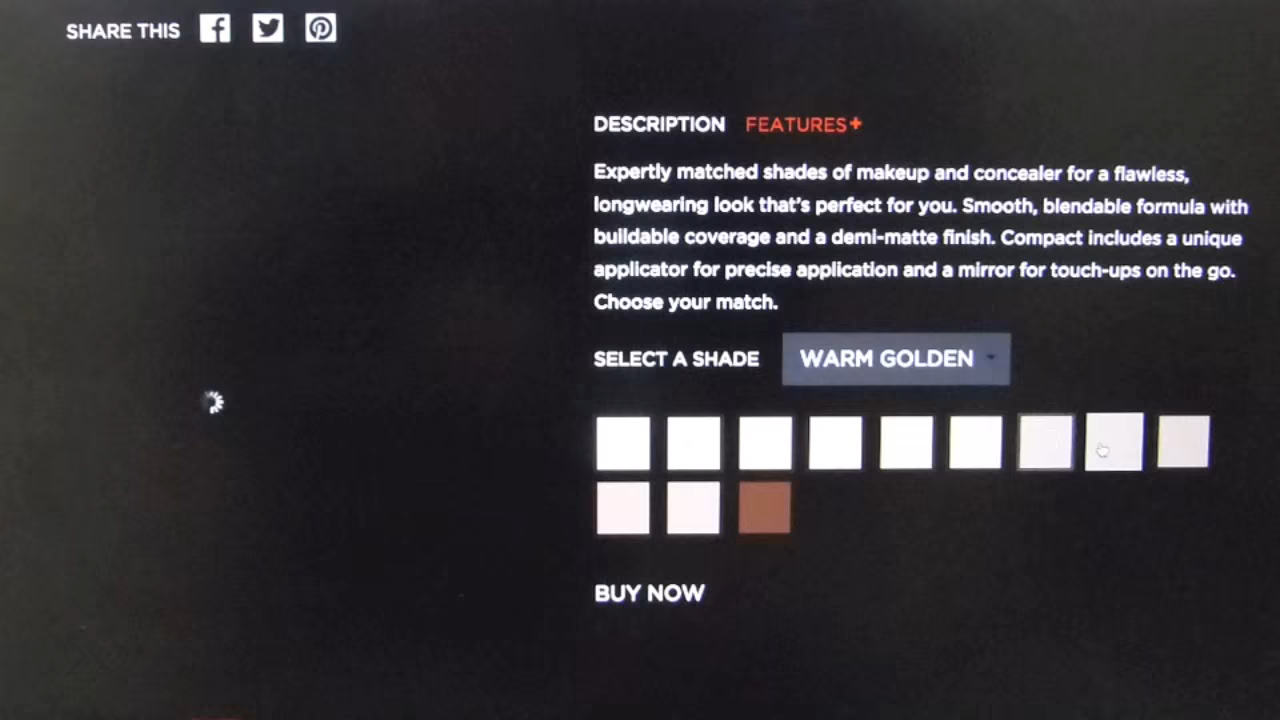 SHARE THIS
DESCRIPTION FEATURES+
Expertly matched shades of makeup and concealer for a flawless,
longwearing look that's perfect for you. Smooth, blendable formula with
buildable coverage and a demi-matte finish. Compact includes a unique
applicator for precise application and a mirror for touch-ups on the go.
Choose your match.
SELECT A SHADE WARM GOLDEN
BUY NOW